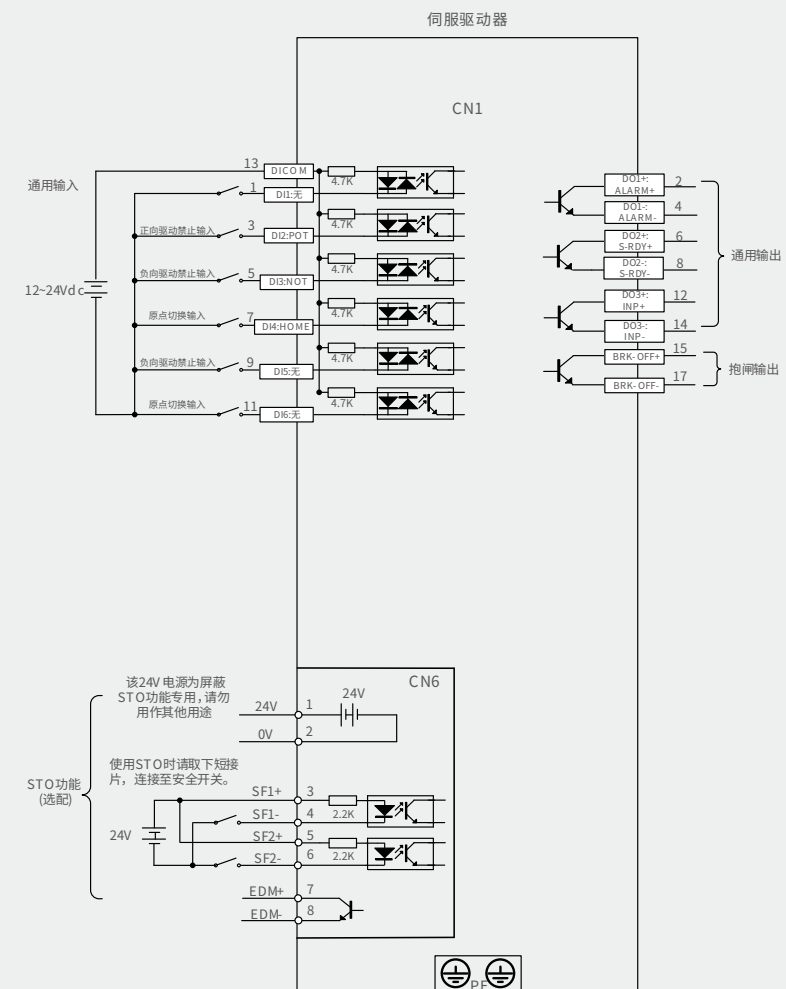 伺服驱动器
CN1
通用输入
13
DICOM
4.7K
1
DI1:无
正向驱动禁止输入
3
DI2:POT
4.7K
负向驱动禁止输入
5
DI3:NOT
4.7K
12~24Vdc
原点切换输入
7
DI4:HOME
4.7K
负向驱动禁止输入
9
DI5:无
4.7K
原点切换输入
11
DI6:无
4.7K
DO1+:
ALARM+
2
DO1-:
ALARM-
4
DO2+:
S-RDY+
6
DO2-:
S-RDY-
8
DO3+:
INP+
12
DO3-:
INP-
14
通用输出
BRK-OFF+
15
BRK-OFF-
17
抱闸输出
CN6
该24V电源为屏蔽
STO功能专用，请勿
用作其他用途
24V
1
24V
0V
2
使用STO时请取下短接
片，连接至安全开关。
STO功能
(选配)
24V
SF1+
3
2.2K
SF1-
4
SF2+
5
2.2K
SF2-
6
EDM+
7
EDM-
8
PE